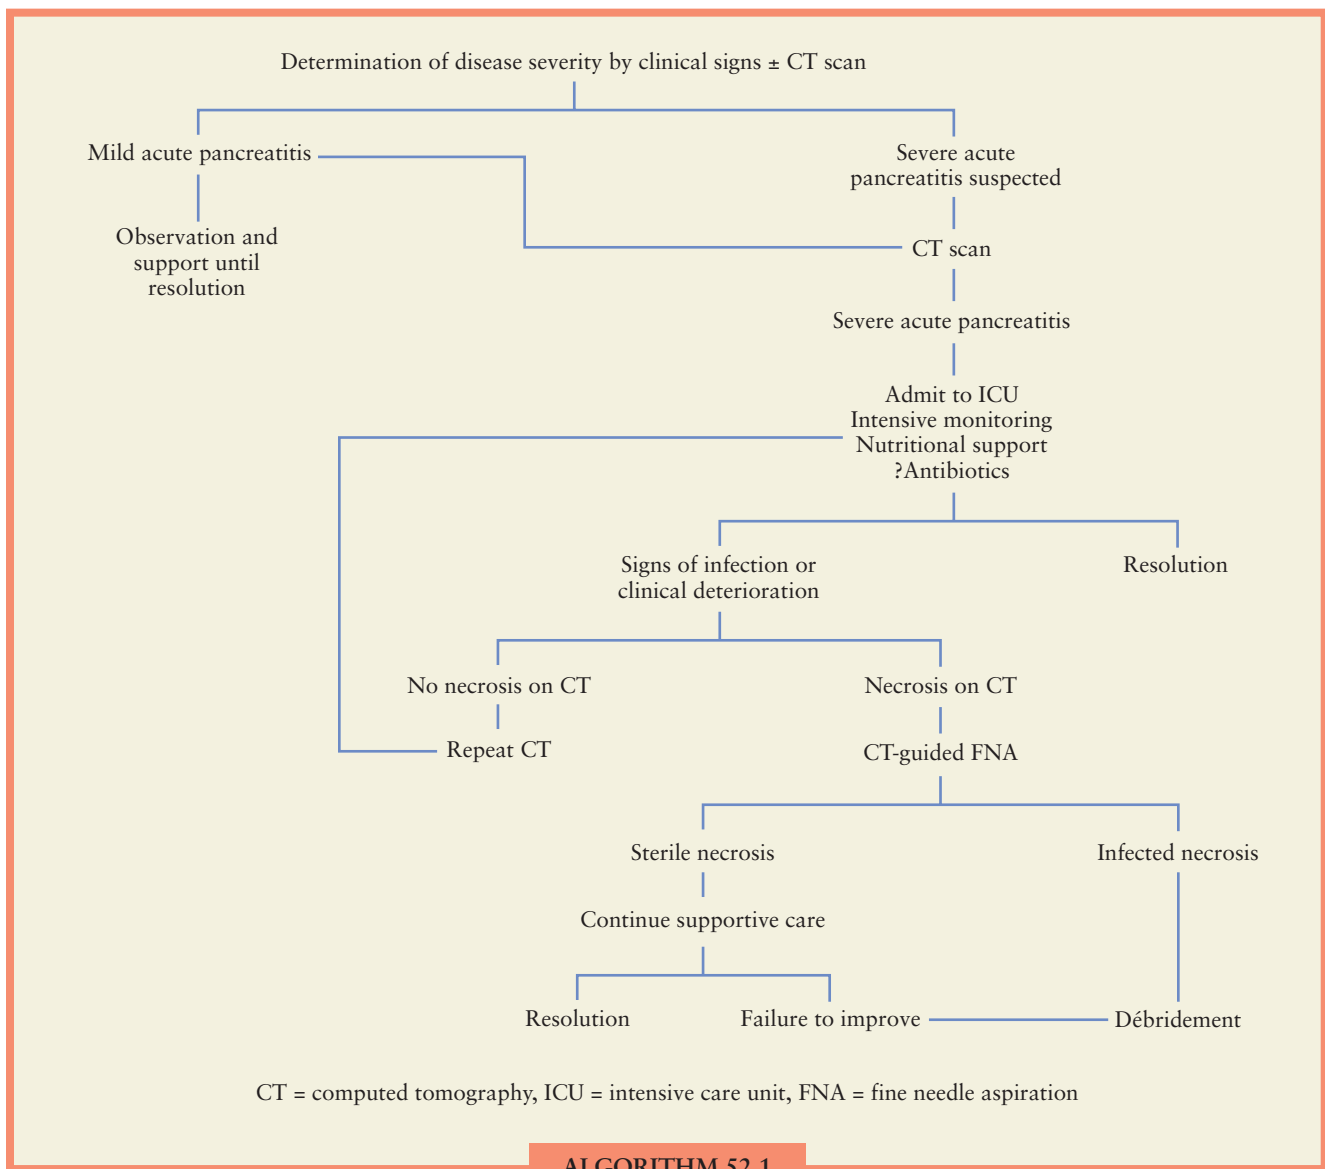 Determination of disease severity by clinical signs ± CT scan
Mild acute pancreatitis
Severe acute
pancreatitis suspected
Observation and
support until
resolution
CT scan
Severe acute pancreatitis
Admit to ICU
Intensive monitoring
Nutritional support
?Antibiotics
Signs of infection or
clinical deterioration
Resolution
No necrosis on CT
Necrosis on CT
Repeat CT
CT-guided FNA
Sterile necrosis
Infected necrosis
Continue supportive care
Resolution
Failure to improve
Débridement
CT = computed tomography, ICU = intensive care unit, FNA = fine needle aspiration
ALGORITHM 52.1